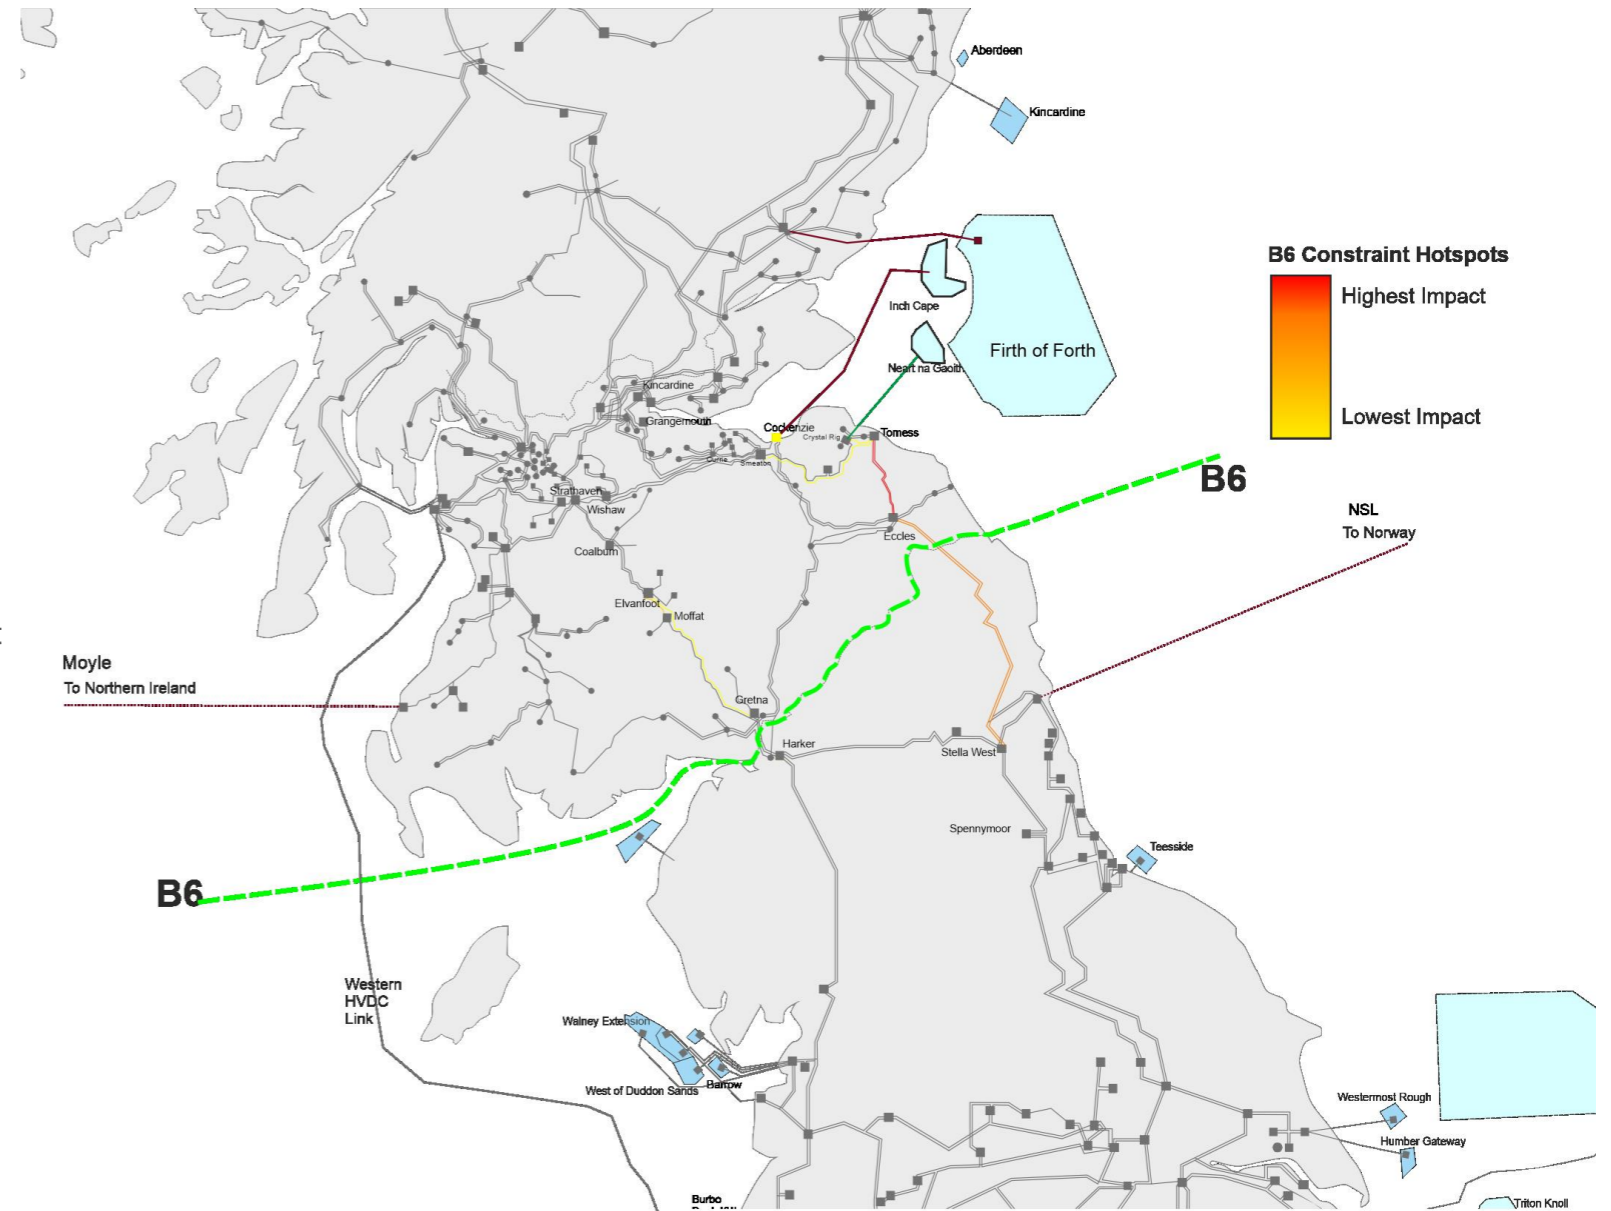 Aberdeen
Kincardine
B6 Constraint Hotspots
Highest Impact
Lowest Impact
Inch Cape
Firth of Forth
Neart na Gaoith
Kincardine
Grangemouth
Cockenzie
Crystal Rig
Torness
Currie
Smeaton
B6
Strathaven
Wishaw
NSL
To Norway
Eccles
Coalburn
Elvanfoot
Moffat
Moyle
To Northern Ireland
Gretna
Harker
Stella West
Spennymoor
Teesside
B6
Western
HVDC
Link
Walney Extension
West of Duddon Sands
Barrow
Westermost Rough
Humber Gateway
Burbo
Triton Knoll